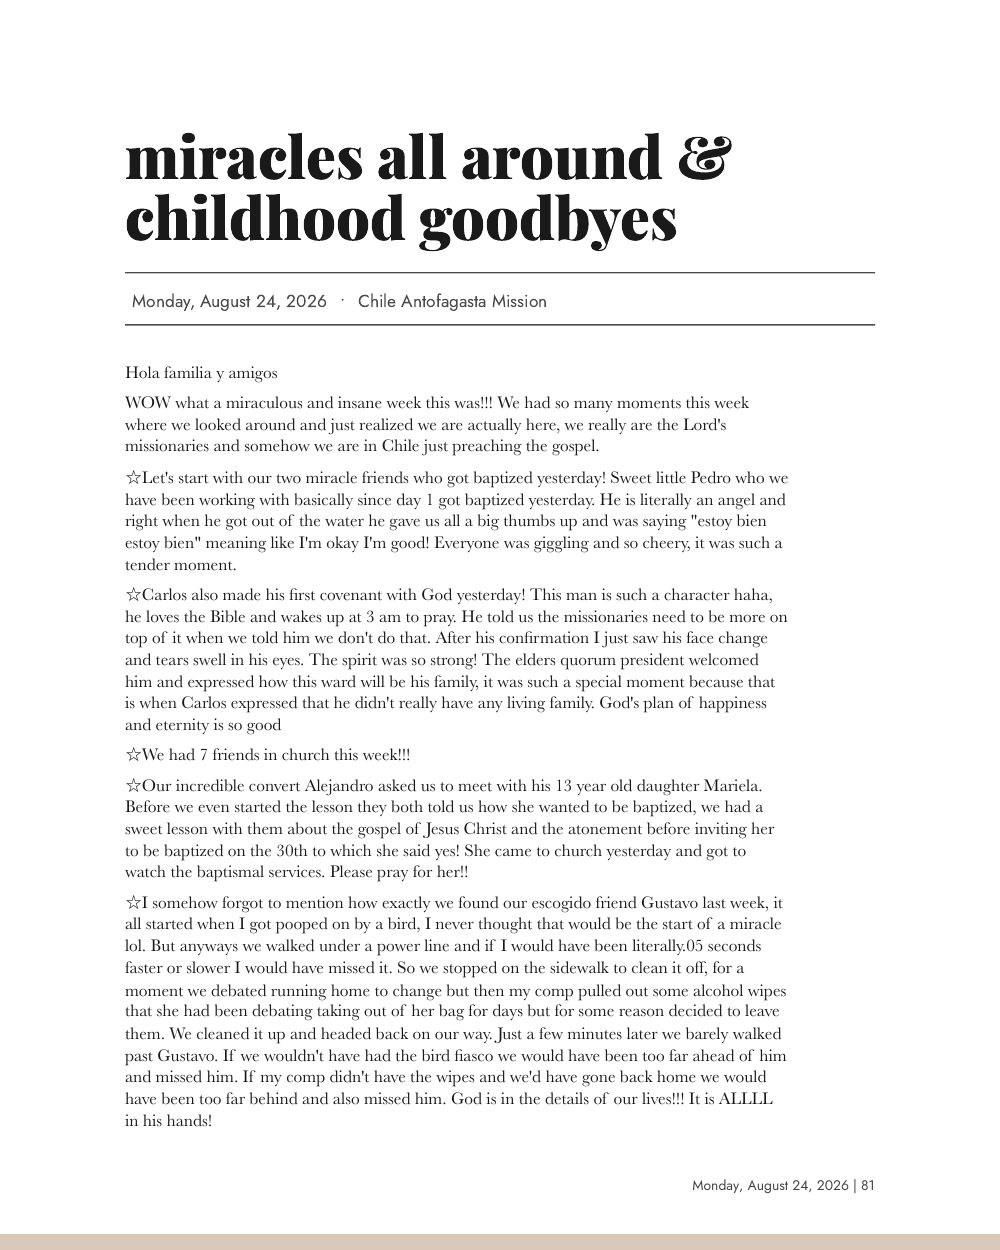 miracles all around &
childhood goodbyes
Monday, August 24, 2026 · Chile Antofagasta Mission
Hola familia y amigos
WOW what a miraculous and insane week this was!!! We had so many moments this week
where we looked around and just realized we are actually here, we really are the Lord's
missionaries and somehow we are in Chile just preaching the gospel.
☆Let's start with our two miracle friends who got baptized yesterday! Sweet little Pedro who we
have been working with basically since day 1 got baptized yesterday. He is literally an angel and
right when he got out of the water he gave us all a big thumbs up and was saying "estoy bien
estoy bien" meaning like I'm okay I'm good! Everyone was giggling and so cheery, it was such a
tender moment.
☆Carlos also made his first covenant with God yesterday! This man is such a character haha,
he loves the Bible and wakes up at 3 am to pray. He told us the missionaries need to be more on
top of it when we told him we don't do that. After his confirmation I just saw his face change
and tears swell in his eyes. The spirit was so strong! The elders quorum president welcomed
him and expressed how this ward will be his family, it was such a special moment because that
is when Carlos expressed that he didn't really have any living family. God's plan of happiness
and eternity is so good
☆We had 7 friends in church this week!!!
☆Our incredible convert Alejandro asked us to meet with his 13 year old daughter Mariela.
Before we even started the lesson they both told us how she wanted to be baptized, we had a
sweet lesson with them about the gospel of Jesus Christ and the atonement before inviting her
to be baptized on the 30th to which she said yes! She came to church yesterday and got to
watch the baptismal services. Please pray for her!!
☆I somehow forgot to mention how exactly we found our escogido friend Gustavo last week, it
all started when I got pooped on by a bird, I never thought that would be the start of a miracle
lol. But anyways we walked under a power line and if I would have been literally.05 seconds
faster or slower I would have missed it. So we stopped on the sidewalk to clean it off, for a
moment we debated running home to change but then my comp pulled out some alcohol wipes
that she had been debating taking out of her bag for days but for some reason decided to leave
them. We cleaned it up and headed back on our way. Just a few minutes later we barely walked
past Gustavo. If we wouldn't have had the bird fiasco we would have been too far ahead of him
and missed him. If my comp didn't have the wipes and we'd have gone back home we would
have been too far behind and also missed him. God is in the details of our lives!!! It is ALLLL
in his hands!
Monday, August 24, 2026 | 81